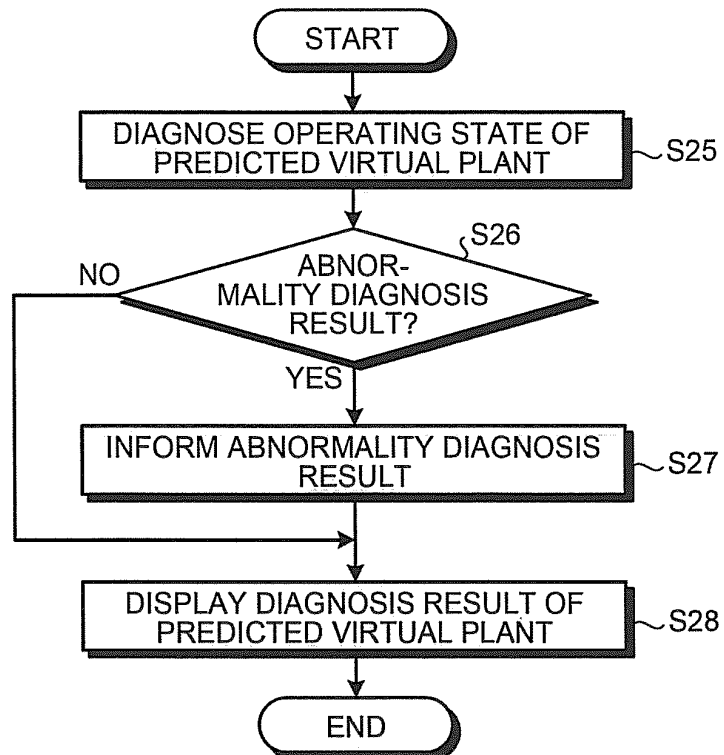 START
DIAGNOSE OPERATING STATE OF
PREDICTED VIRTUAL PLANT
S25
S26
ABNOR-
MALITY DIAGNOSIS
RESULT?
NO
YES
INFORM ABNORMALITY DIAGNOSIS
RESULT
S27
DISPLAY DIAGNOSIS RESULT OF
PREDICTED VIRTUAL PLANT
S28
END